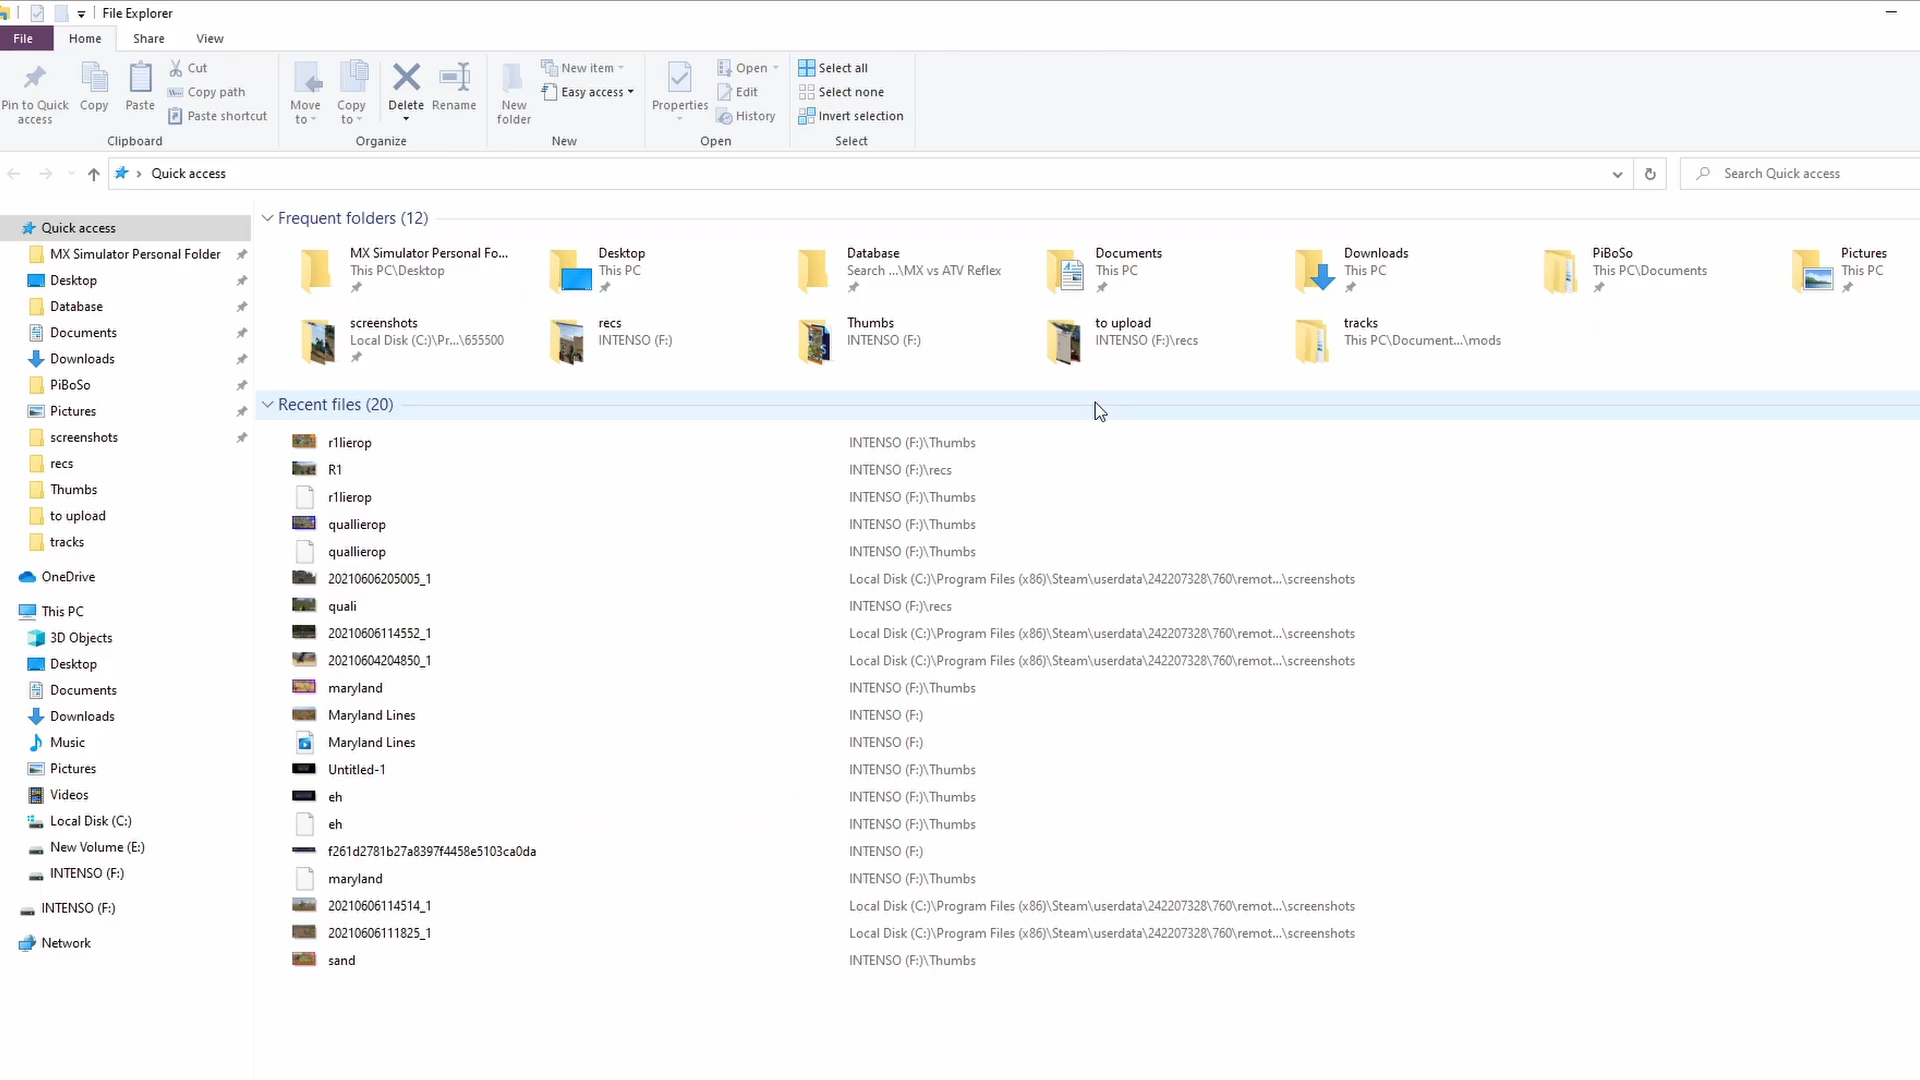 File Explorer
File Home Share View
Pin to Quick access
Copy
Paste
Cut
Copy path
Paste shortcut
Clipboard
Move to
Copy to
Delete
Rename
Organize
New folder
New item
Easy access
New
Properties
Open
Edit
History
Open
Select all
Select none
Invert selection
Select
Quick access
Search Quick access
Quick access
MX Simulator Personal Folder
Desktop
Database
Documents
Downloads
PiBoSo
Pictures
screenshots
recs
Thumbs
to upload
tracks
OneDrive
This PC
3D Objects
Desktop
Documents
Downloads
Music
Pictures
Videos
Local Disk (C:)
New Volume (E:)
INTENSO (F:)
INTENSO (F:)
Network
Frequent folders (12)
MX Simulator Personal Fo...
This PC\Desktop
Desktop
This PC
Database
Search ...\MX vs ATV Reflex
Documents
This PC
Downloads
This PC
PiBoSo
This PC\Documents
Pictures
This PC
screenshots
Local Disk (C:)\Pr...\655500
recs
INTENSO (F:)
Thumbs
INTENSO (F:)
to upload
INTENSO (F:)\recs
tracks
This PC\Document...\mods
Recent files (20)
r1lierop INTENSO (F:)\Thumbs
R1 INTENSO (F:)\recs
r1lierop INTENSO (F:)\Thumbs
quallierop INTENSO (F:)\Thumbs
quallierop INTENSO (F:)\Thumbs
20210606205005_1 Local Disk (C:)\Program Files (x86)\Steam\userdata\242207328\760\remot...\screenshots
quali INTENSO (F:)\recs
20210606114552_1 Local Disk (C:)\Program Files (x86)\Steam\userdata\242207328\760\remot...\screenshots
20210604204850_1 Local Disk (C:)\Program Files (x86)\Steam\userdata\242207328\760\remot...\screenshots
maryland INTENSO (F:)\Thumbs
Maryland Lines INTENSO (F:)
Maryland Lines INTENSO (F:)
Untitled-1 INTENSO (F:)\Thumbs
eh INTENSO (F:)\Thumbs
eh INTENSO (F:)\Thumbs
f261d2781b27a8397f4458e5103ca0da INTENSO (F:)
maryland INTENSO (F:)\Thumbs
20210606114514_1 Local Disk (C:)\Program Files (x86)\Steam\userdata\242207328\760\remot...\screenshots
20210606111825_1 Local Disk (C:)\Program Files (x86)\Steam\userdata\242207328\760\remot...\screenshots
sand INTENSO (F:)\Thumbs